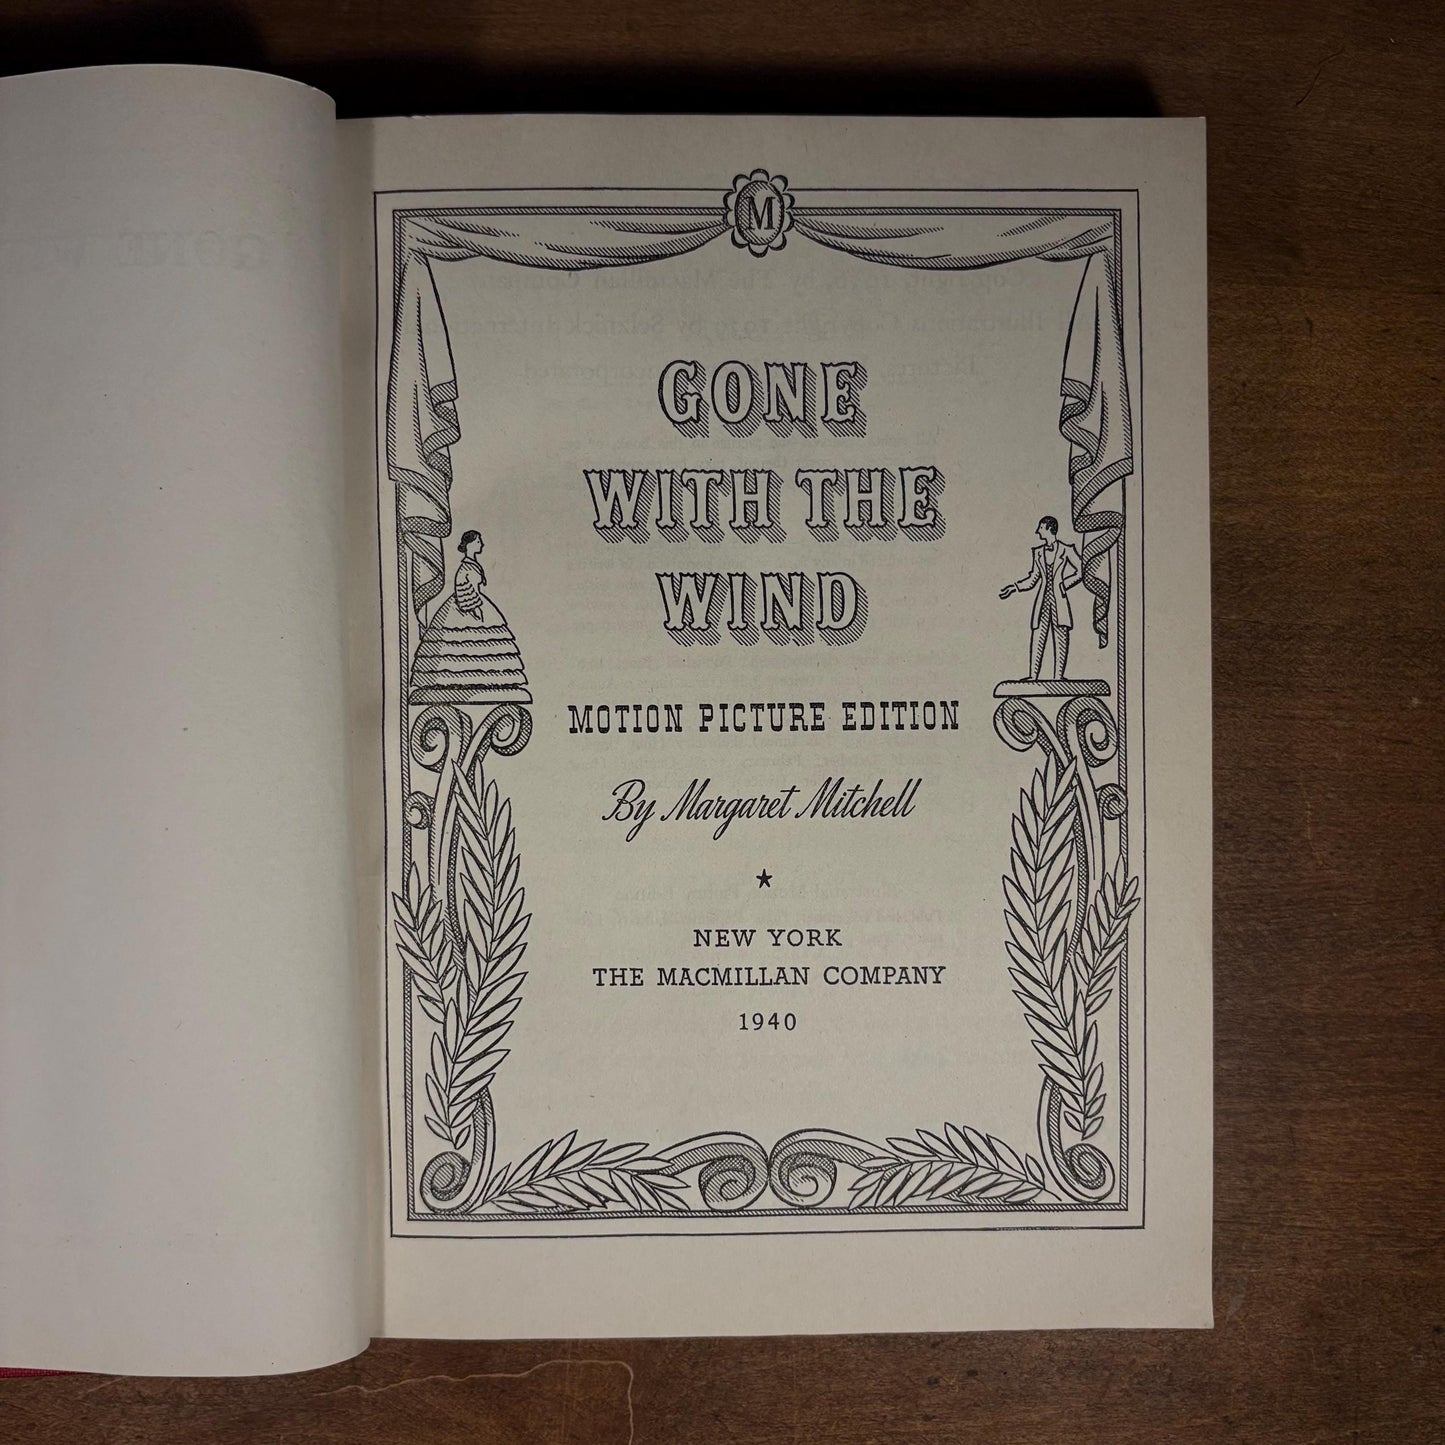 M
GONE
WITH THE
WIND
MOTION PICTURE EDITION
By Margaret Mitchell
NEW YORK
THE MACMILLAN COMPANY
1940